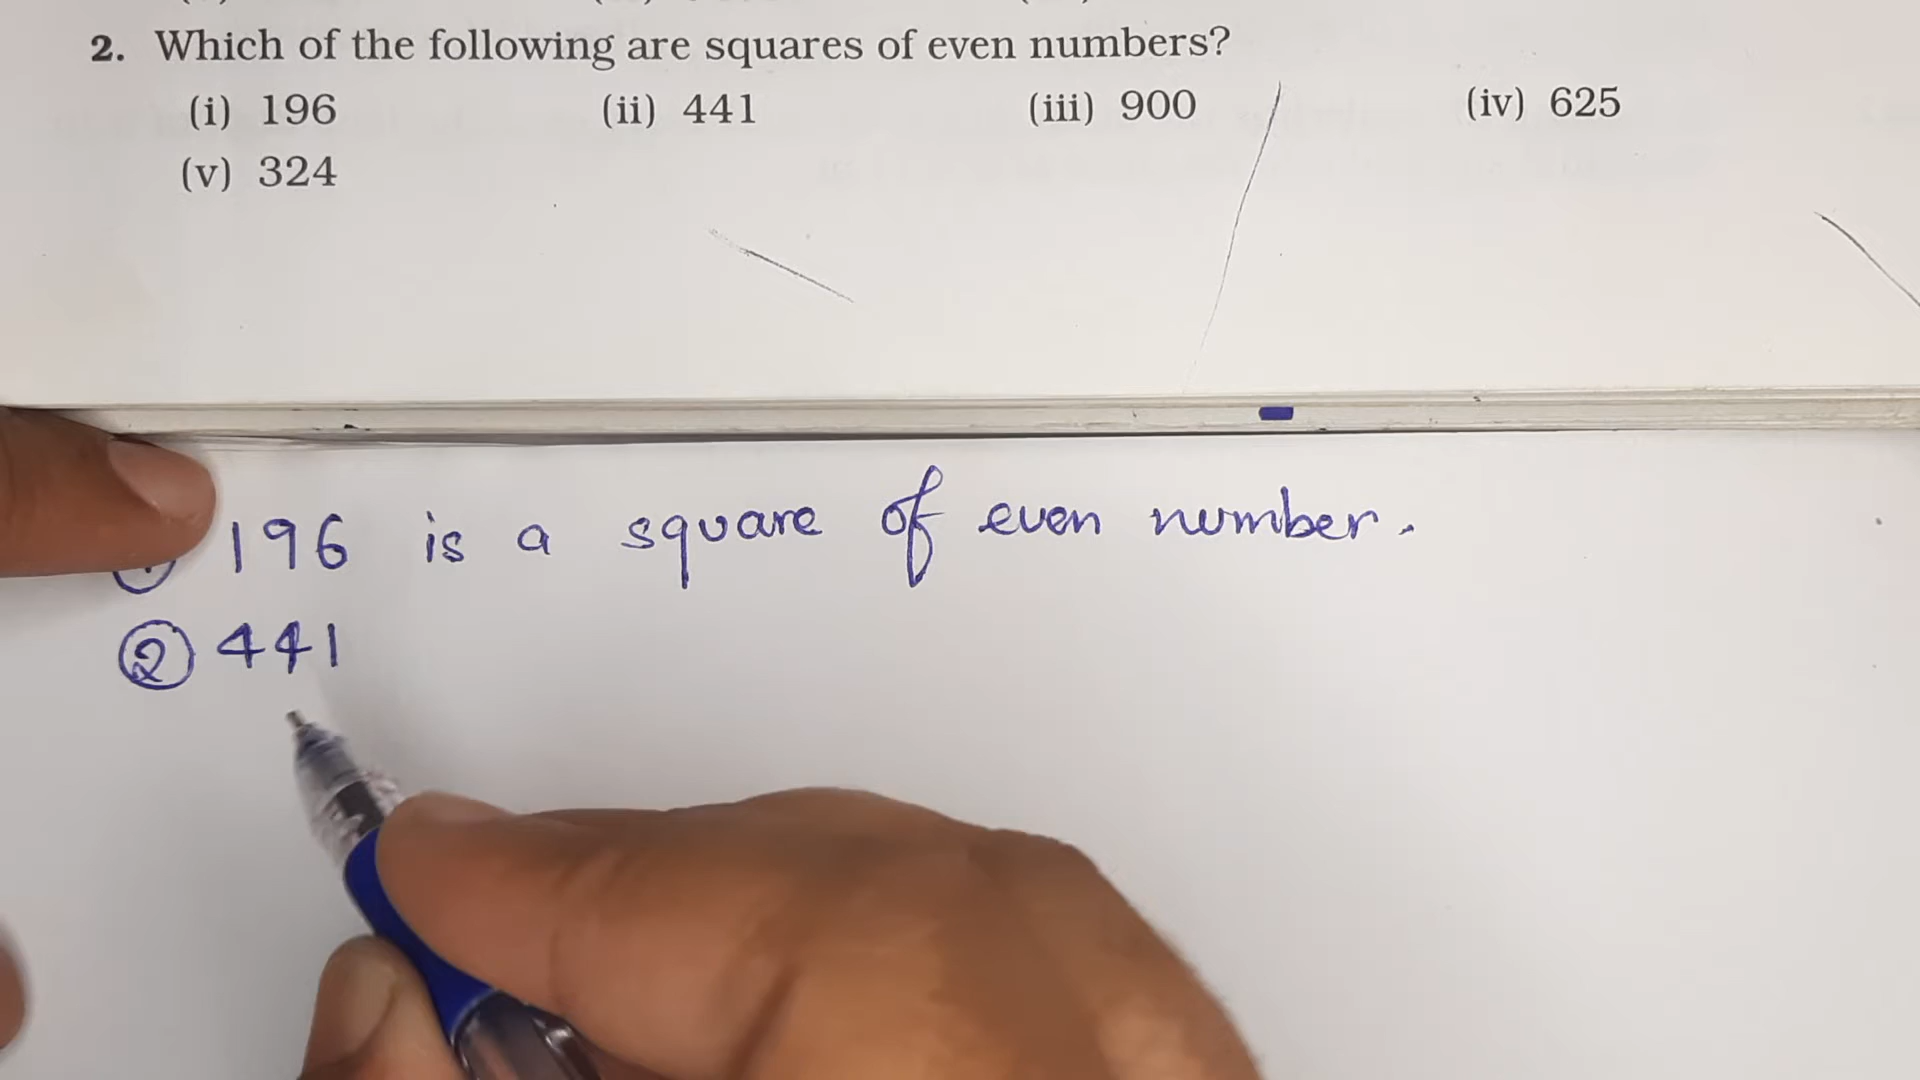 2. Which of the following are squares of even numbers?
(i) 196 (ii) 441 (iii) 900 (iv) 625
(v) 324
196 is a square of even number.
② 441